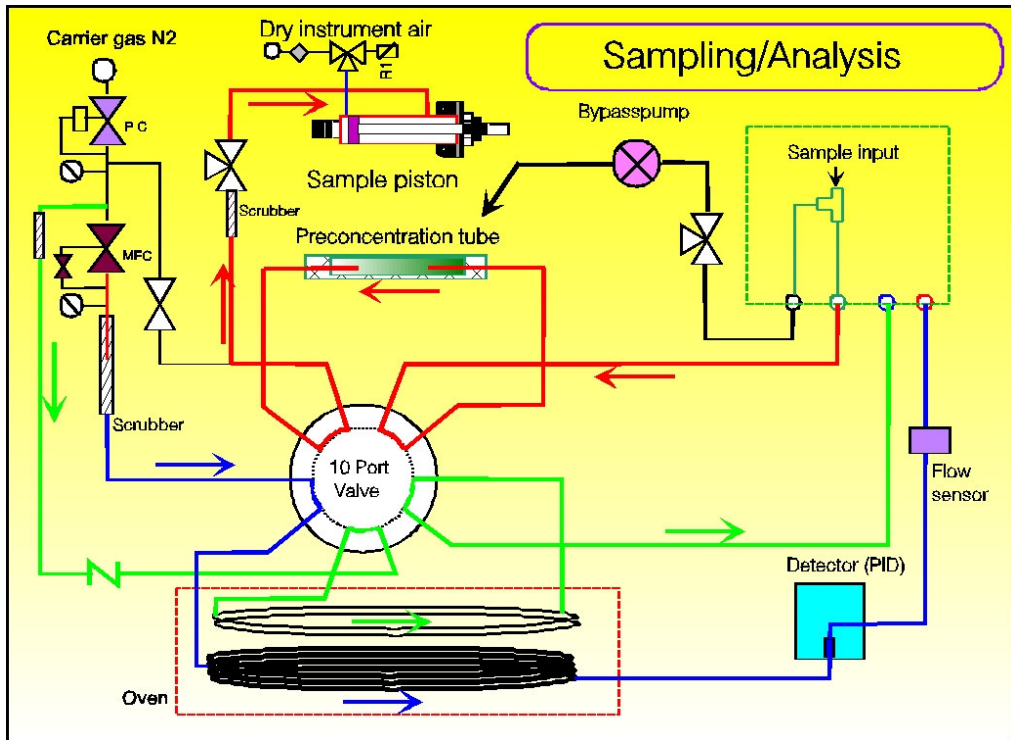 Carrier gas N2
Dry instrument air
Sampling/Analysis
R1
Bypasspump
PC
Sample input
Sample piston
Scrubber
Preconcentration tube
MFC
Scrubber
10 Port
Valve
Flow
sensor
Detector (PID)
Oven